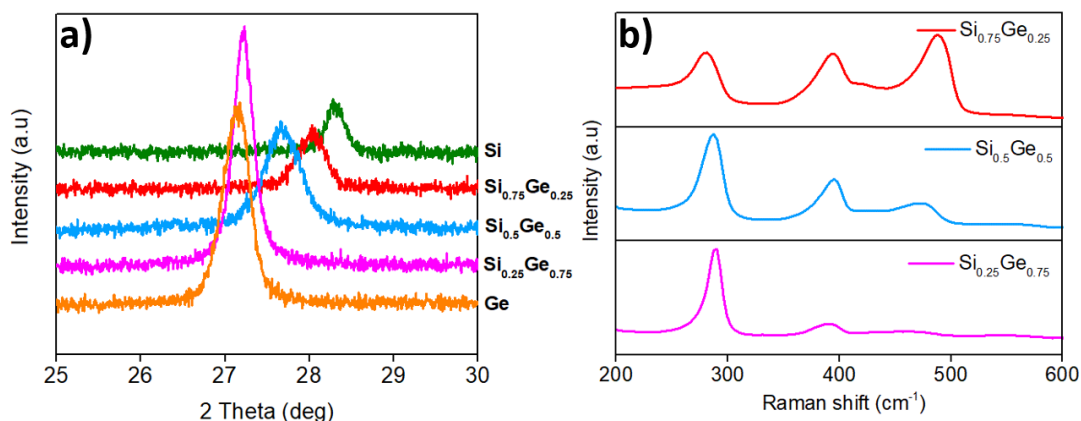 a)
Intensity (a.u)
Si
Si0.75Ge0.25
Si0.5Ge0.5
Si0.25Ge0.75
Ge
25 26 27 28 29 30
2 Theta (deg)
b)
Intensity (a.u)
Si0.75Ge0.25
Si0.5Ge0.5
Si0.25Ge0.75
200 300 400 500 600
Raman shift (cm-1)